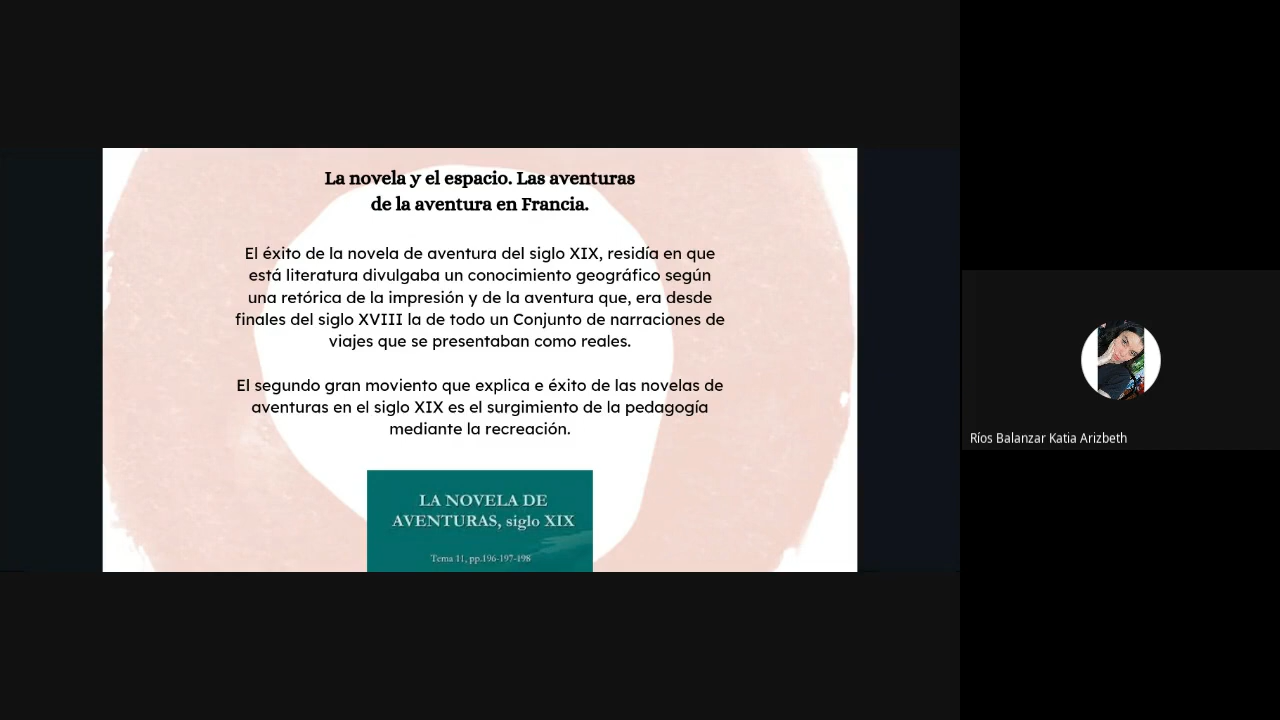 La novela y el espacio. Las aventuras
de la aventura en Francia.
El éxito de la novela de aventura del siglo XIX, residía en que
está literatura divulgaba un conocimiento geográfico según
una retórica de la impresión y de la aventura que, era desde
finales del siglo XVIII la de todo un Conjunto de narraciones de
viajes que se presentaban como reales.
El segundo gran moviento que explica e éxito de las novelas de
aventuras en el siglo XIX es el surgimiento de la pedagogía
mediante la recreación.
LA NOVELA DE
AVENTURAS, siglo XIX
Tema 11, pp.196-197-198
Ríos Balanzar Katia Arizbeth